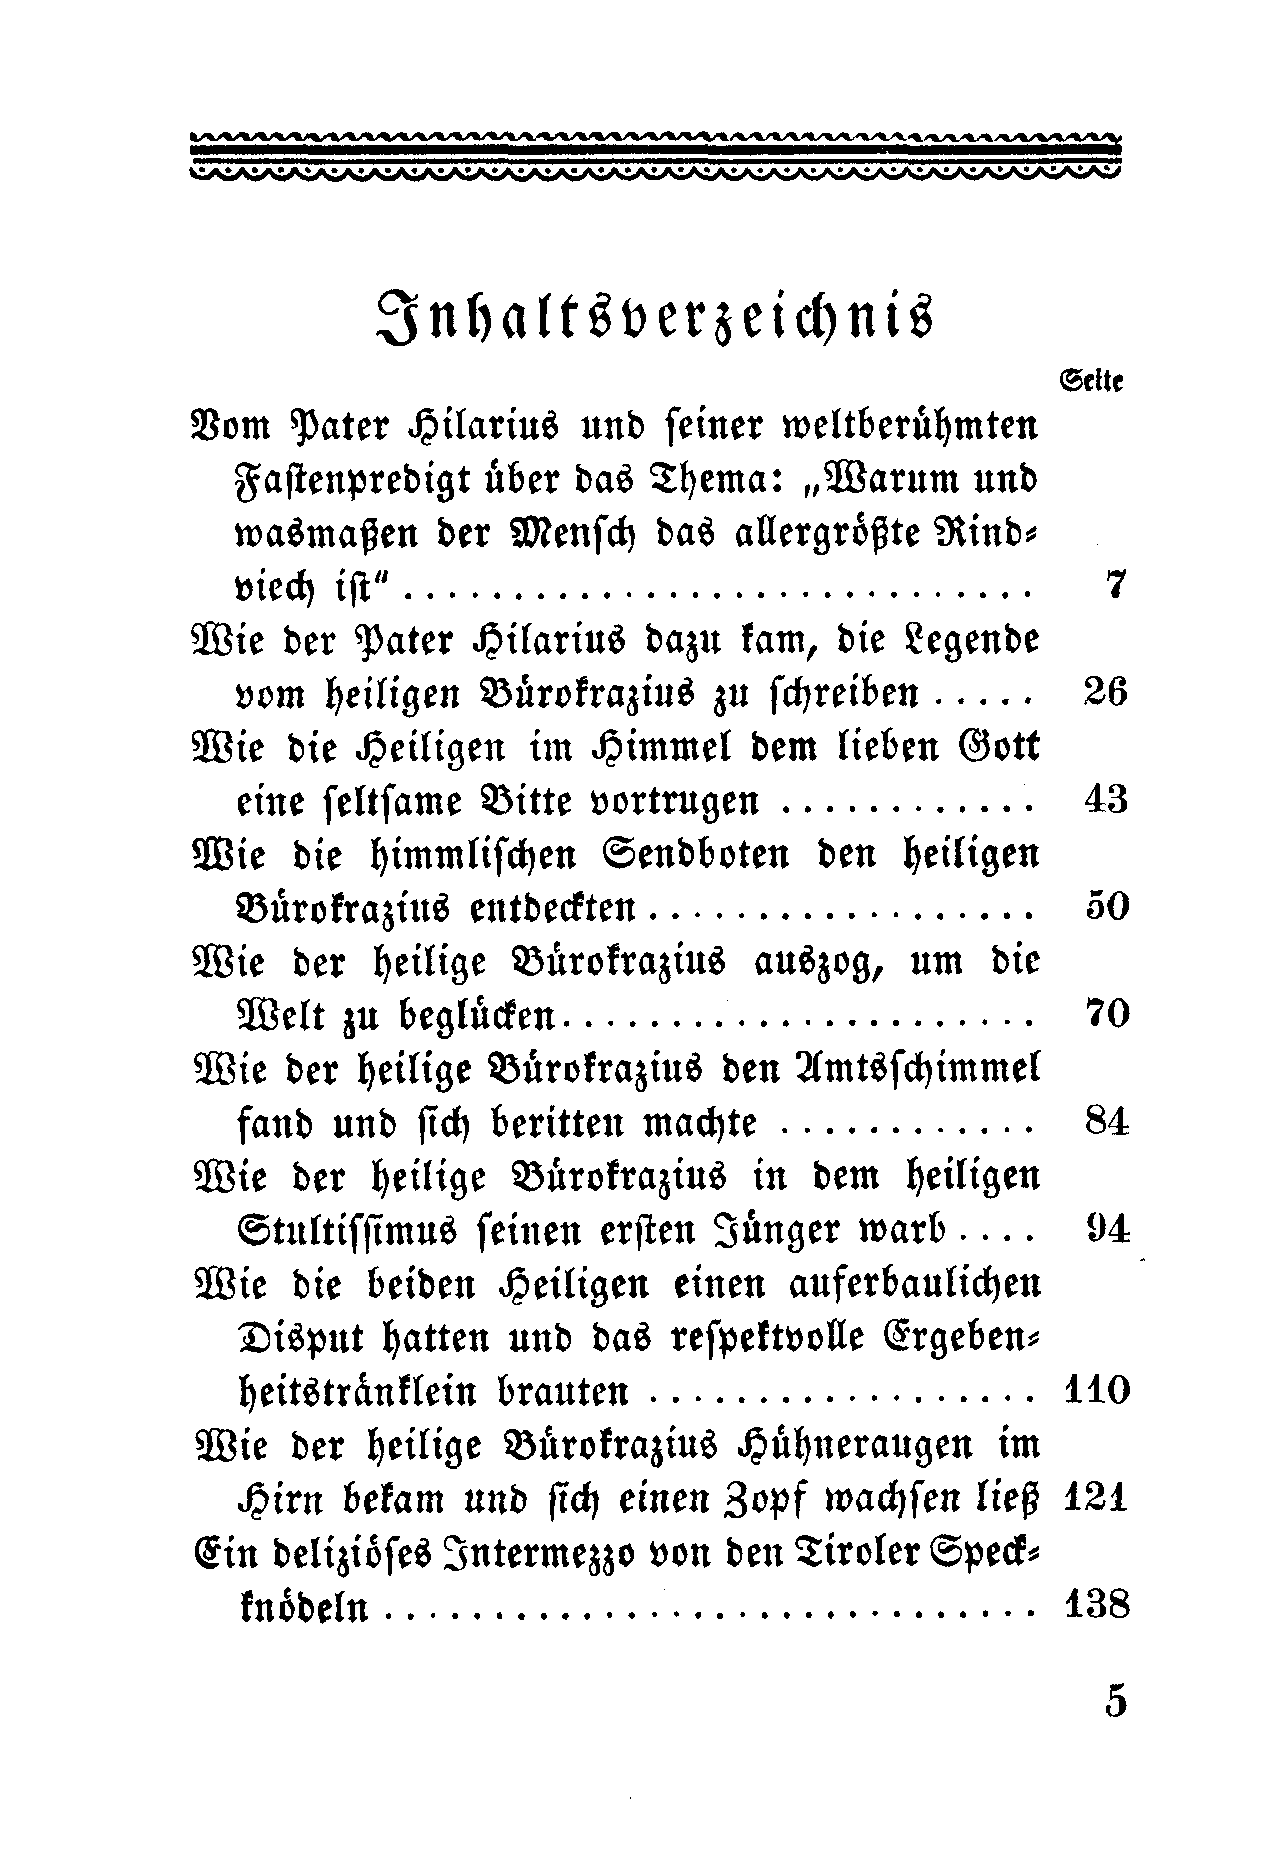 Inhaltsverzeichnis
Seite
Vom Pater Hilarius und seiner weltberühmten
Fastenpredigt über das Thema: „Warum und
wasmaßen der Mensch das allergrößte Rind-
viech ist“ . . . . . . . . . . . . . . . . . . . . . . . . . . . . . 7
Wie der Pater Hilarius dazu kam, die Legende
vom heiligen Bürokrazius zu schreiben . . . . . 26
Wie die Heiligen im Himmel dem lieben Gott
eine seltsame Bitte vortrugen . . . . . . . . . . . . 43
Wie die himmlischen Sendboten den heiligen
Bürokrazius entdeckten . . . . . . . . . . . . . . . . . . 50
Wie der heilige Bürokrazius auszog, um die
Welt zu beglücken . . . . . . . . . . . . . . . . . . . . . . 70
Wie der heilige Bürokrazius den Amtsschimmel
fand und sich beritten machte . . . . . . . . . . . . 84
Wie der heilige Bürokrazius in dem heiligen
Stultissimus seinen ersten Jünger warb . . . . 94
Wie die beiden Heiligen einen auferbaulichen
Disput hatten und das respektvolle Ergeben-
heitstränklein brauten . . . . . . . . . . . . . . . . . . 110
Wie der heilige Bürokrazius Hühneraugen im
Hirn bekam und sich einen Zopf wachsen ließ 121
Ein deliziöses Intermezzo von den Tiroler Speck-
knödeln . . . . . . . . . . . . . . . . . . . . . . . . . . . . . . 138
5